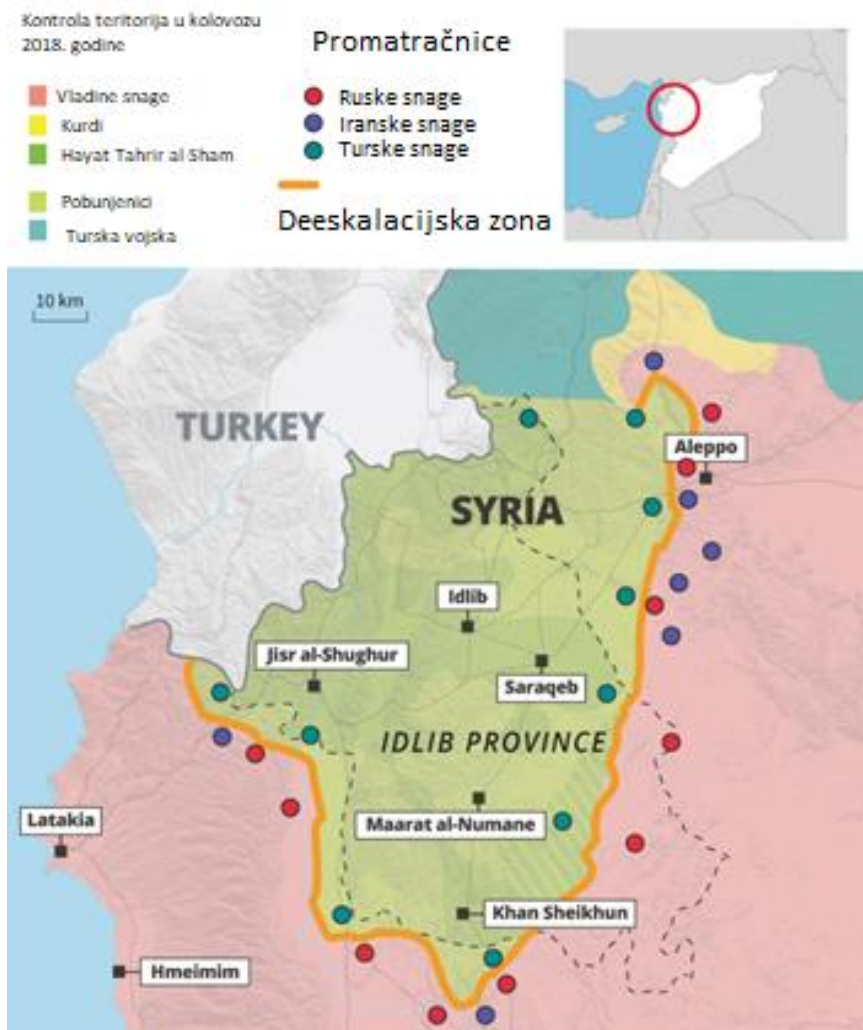 Kontrola teritorija u kolovozu
2018. godine
Vladine snage
Kurdi
Hayat Tahrir al Sham
Pobunjenici
Turska vojska
Promatračnice
Ruske snage
Iranske snage
Turske snage
Deeskalacijska zona
10 km
TURKEY
Aleppo
SYRIA
Idlib
Jisr al-Shughur
Saraqeb
IDLIB PROVINCE
Latakia
Maarat al-Numane
Khan Sheikhun
Hmeimim